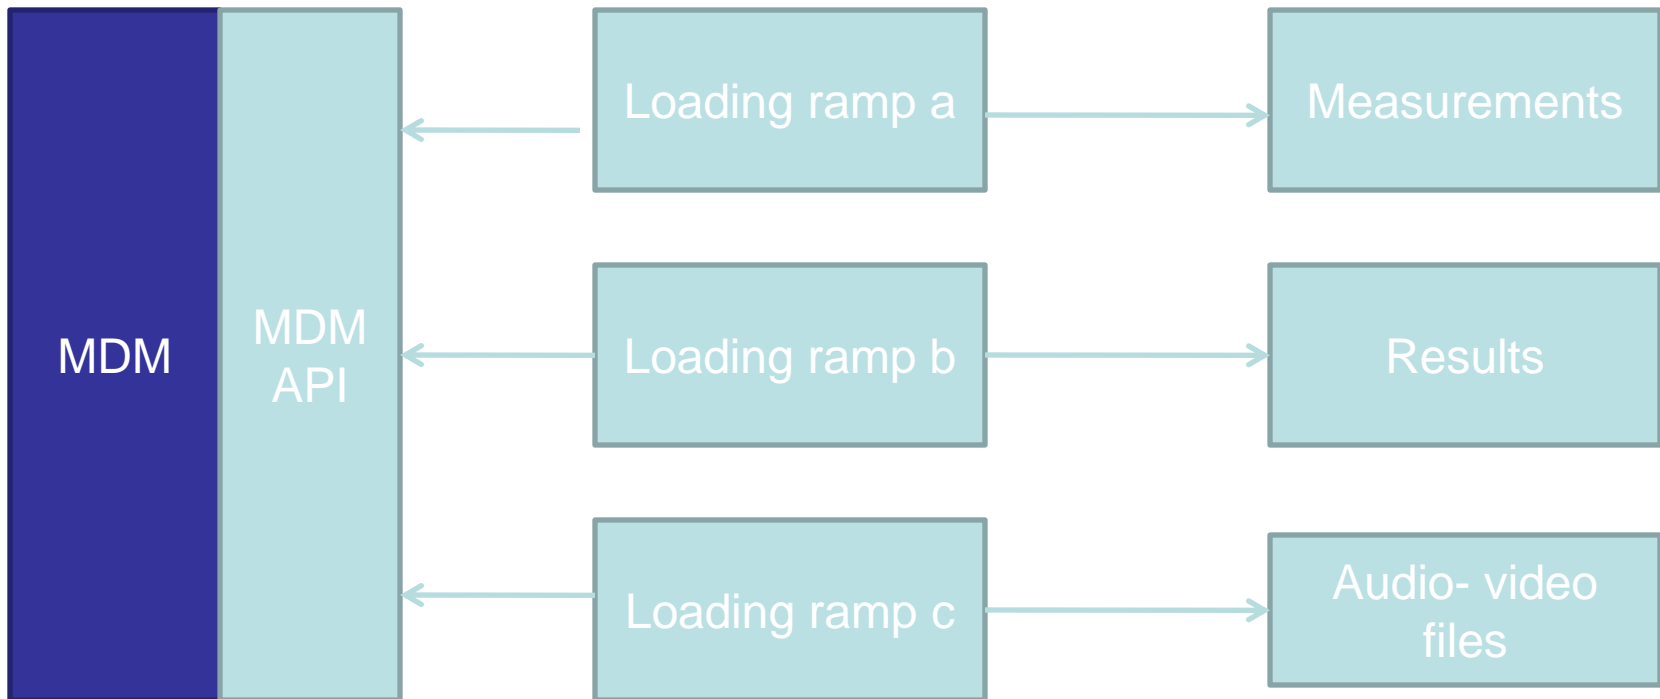 MDM
MDM
API
Loading ramp a
Measurements
Loading ramp b
Results
Loading ramp c
Audio- video
files